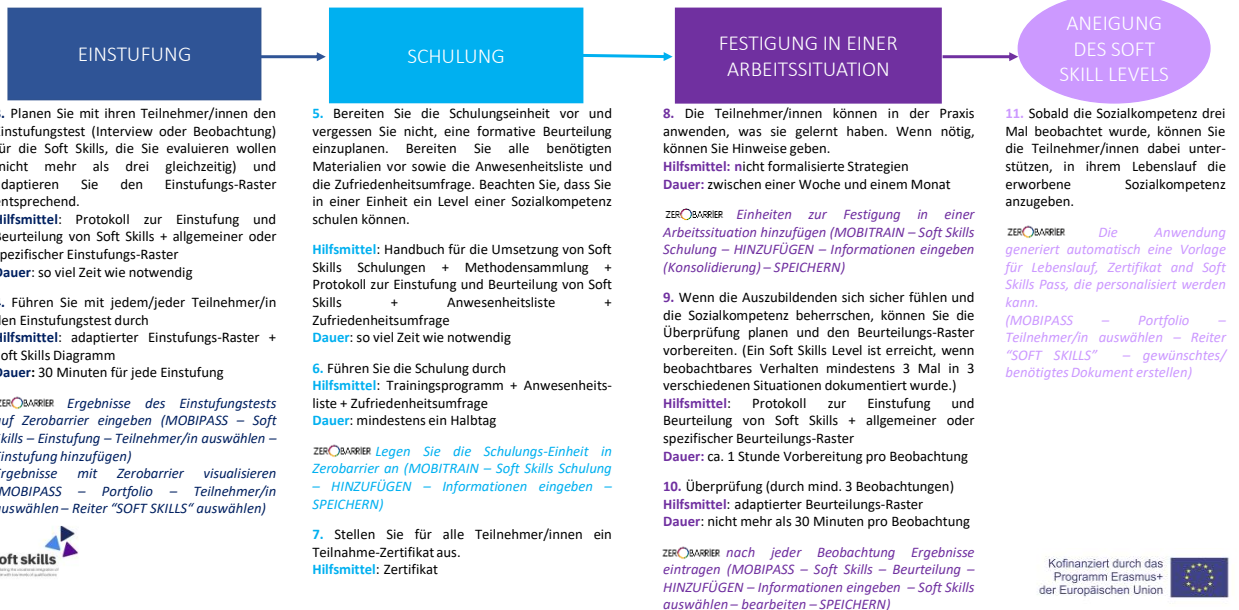 EINSTUFUNG
. Planen Sie mit ihren Teilnehmer/innen den
Einstufungstest (Interview oder Beobachtung)
für die Soft Skills, die Sie evaluieren wollen
(nicht mehr als drei gleichzeitig) und
adaptieren Sie den Einstufungs-Raster
entsprechend.
Hilfsmittel: Protokoll zur Einstufung und
Beurteilung von Soft Skills + allgemeiner oder
spezifischer Einstufungs-Raster
Dauer: so viel Zeit wie notwendig
. Führen Sie mit jedem/jeder Teilnehmer/in
den Einstufungstest durch
Hilfsmittel: adaptierter Einstufungs-Raster +
Soft Skills Diagramm
Dauer: 30 Minuten für jede Einstufung
ZEROBARRIER Ergebnisse des Einstufungstests
auf Zerobarrier eingeben (MOBIPASS – Soft
Skills – Einstufung – Teilnehmer/in auswählen –
Einstufung hinzufügen)
Ergebnisse mit Zerobarrier visualisieren
(MOBIPASS – Portfolio – Teilnehmer/in
auswählen – Reiter “SOFT SKILLS” auswählen)
soft skills
SCHULUNG
5. Bereiten Sie die Schulungseinheit vor und
vergessen Sie nicht, eine formative Beurteilung
einzuplanen. Bereiten Sie alle benötigten
Materialien vor sowie die Anwesenheitsliste und
die Zufriedenheitsumfrage. Beachten Sie, dass Sie
in einer Einheit ein Level einer Sozialkompetenz
schulen können.
Hilfsmittel: Handbuch für die Umsetzung von Soft
Skills Schulungen + Methodensammlung +
Protokoll zur Einstufung und Beurteilung von Soft
Skills + Anwesenheitsliste +
Zufriedenheitsumfrage
Dauer: so viel Zeit wie notwendig
6. Führen Sie die Schulung durch
Hilfsmittel: Trainingsprogramm + Anwesenheits-
liste + Zufriedenheitsumfrage
Dauer: mindestens ein Halbtag
ZEROBARRIER Legen Sie die Schulungs-Einheit in
Zerobarrier an (MOBITRAIN – Soft Skills Schulung
– HINZUFÜGEN – Informationen eingeben –
SPEICHERN)
7. Stellen Sie für alle Teilnehmer/innen ein
Teilnahme-Zertifikat aus.
Hilfsmittel: Zertifikat
FESTIGUNG IN EINER
ARBEITSSITUATION
8. Die Teilnehmer/innen können in der Praxis
anwenden, was sie gelernt haben. Wenn nötig,
können Sie Hinweise geben.
Hilfsmittel: nicht formalisierte Strategien
Dauer: zwischen einer Woche und einem Monat
ZEROBARRIER Einheiten zur Festigung in einer
Arbeitssituation hinzufügen (MOBITRAIN – Soft Skills
Schulung – HINZUFÜGEN – Informationen eingeben
(Konsolidierung) – SPEICHERN)
9. Wenn die Auszubildenden sich sicher fühlen und
die Sozialkompetenz beherrschen, können Sie die
Überprüfung planen und den Beurteilungs-Raster
vorbereiten. (Ein Soft Skills Level ist erreicht, wenn
beobachtbares Verhalten mindestens 3 Mal in 3
verschiedenen Situationen dokumentiert wurde.)
Hilfsmittel: Protokoll zur Einstufung und
Beurteilung von Soft Skills + allgemeiner oder
spezifischer Beurteilungs-Raster
Dauer: ca. 1 Stunde Vorbereitung pro Beobachtung
10. Überprüfung (durch mind. 3 Beobachtungen)
Hilfsmittel: adaptierter Beurteilungs-Raster
Dauer: nicht mehr als 30 Minuten pro Beobachtung
ZEROBARRIER nach jeder Beobachtung Ergebnisse
eintragen (MOBIPASS – Soft Skills – Beurteilung –
HINZUFÜGEN – Informationen eingeben – Soft Skills
auswählen – bearbeiten – SPEICHERN)
ANEIGUNG
DES SOFT
SKILL LEVELS
11. Sobald die Sozialkompetenz drei
Mal beobachtet wurde, können Sie
die Teilnehmer/innen dabei unter-
stützen, in ihrem Lebenslauf die
erworbene Sozialkompetenz
anzugeben.
ZEROBARRIER Die Anwendung
generiert automatisch eine Vorlage
für Lebenslauf, Zertifikat and Soft
Skills Pass, die personalisiert werden
kann.
(MOBIPASS – Portfolio –
Teilnehmer/in auswählen – Reiter
“SOFT SKILLS” – gewünschtes/
benötigtes Dokument erstellen)
Kofinanziert durch das
Programm Erasmus+
der Europäischen Union